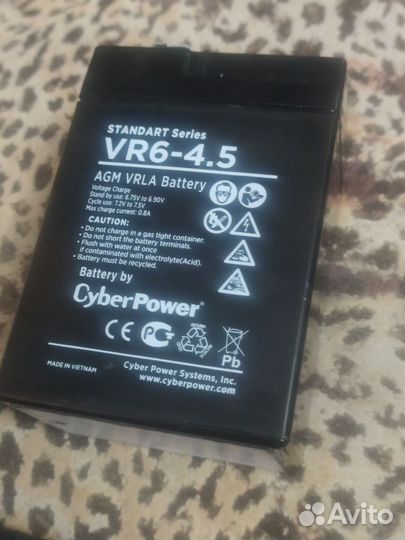 STANDART Series
VR6-4.5
AGM VRLA Battery
Voltage Charge
Stand by use: 6.75V to 6.90V
Cycle use: 7.2V to 7.5V
Max charge current: 0.8A
CAUTION:
• Do not charge in a gas tight container.
• Do not short the battery terminals.
• Flush with water at once
if contaminated with electrolyte(Acid).
• Battery must be recycled.
Battery by
CyberPower
CE
RETURN
Pb
MADE IN VIETNAM
Cyber Power Systems, Inc.
www.cyberpower.com
Avito